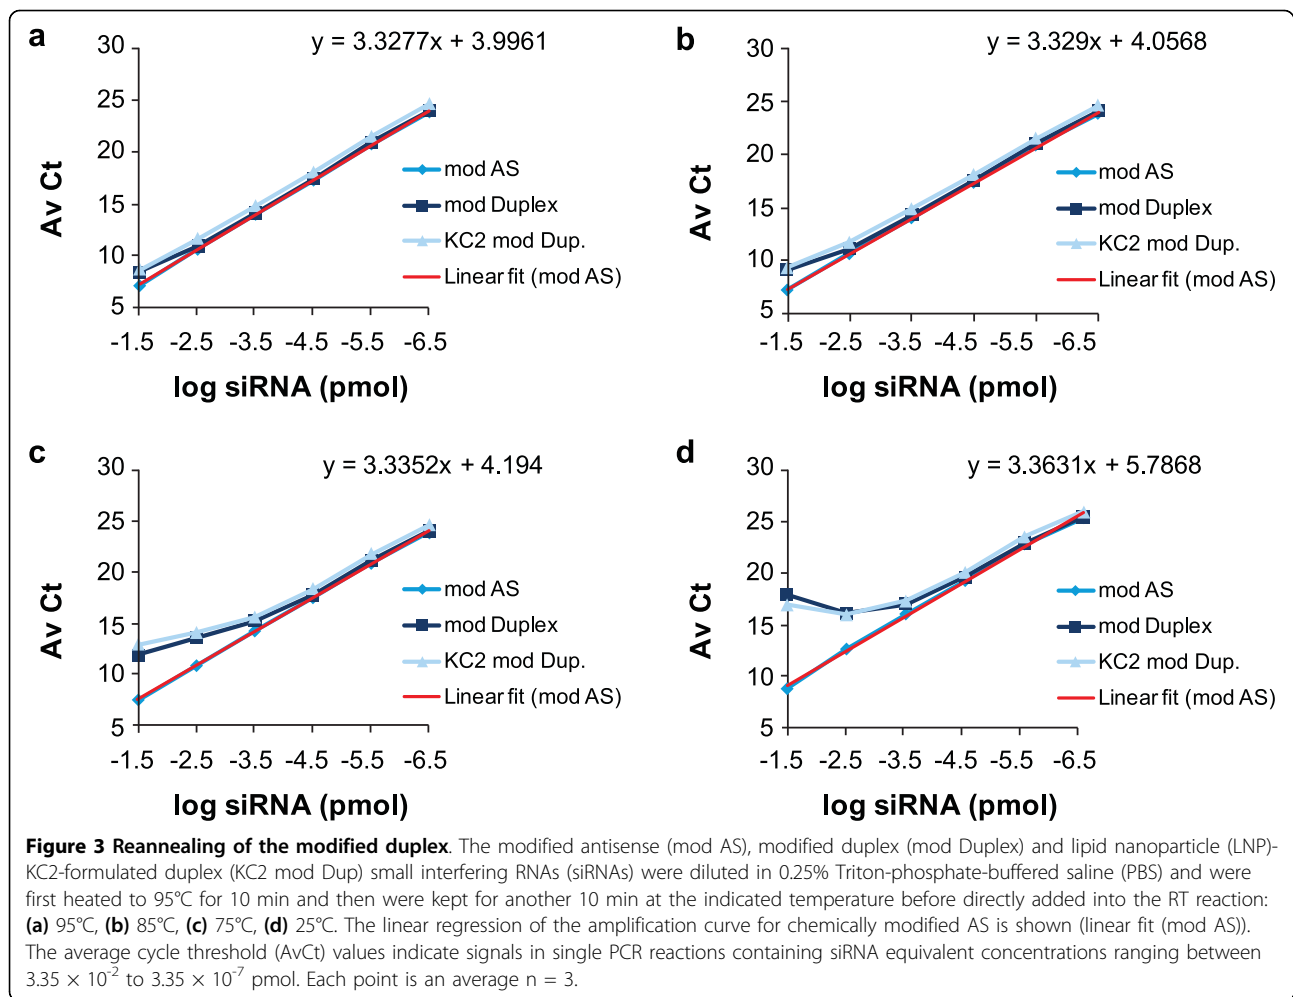 a
y = 3.3277x + 3.9961
30
25
20
15
10
5
Av Ct
mod AS
mod Duplex
KC2 mod Dup.
Linear fit (mod AS)
-1.5 -2.5 -3.5 -4.5 -5.5 -6.5
log siRNA (pmol)
b
y = 3.329x + 4.0568
30
25
20
15
10
5
Av Ct
mod AS
mod Duplex
KC2 mod Dup.
Linear fit (mod AS)
-1.5 -2.5 -3.5 -4.5 -5.5 -6.5
log siRNA (pmol)
c
y = 3.3352x + 4.194
30
25
20
15
10
5
Av Ct
mod AS
mod Duplex
KC2 mod Dup.
Linear fit (mod AS)
-1.5 -2.5 -3.5 -4.5 -5.5 -6.5
log siRNA (pmol)
d
y = 3.3631x + 5.7868
30
25
20
15
10
5
Av Ct
mod AS
mod Duplex
KC2 mod Dup.
Linear fit (mod AS)
-1.5 -2.5 -3.5 -4.5 -5.5 -6.5
log siRNA (pmol)
Figure 3 Reannealing of the modified duplex. The modified antisense (mod AS), modified duplex (mod Duplex) and lipid nanoparticle (LNP)-
KC2-formulated duplex (KC2 mod Dup) small interfering RNAs (siRNAs) were diluted in 0.25% Triton-phosphate-buffered saline (PBS) and were
first heated to 95°C for 10 min and then were kept for another 10 min at the indicated temperature before directly added into the RT reaction:
(a) 95°C, (b) 85°C, (c) 75°C, (d) 25°C. The linear regression of the amplification curve for chemically modified AS is shown (linear fit (mod AS)).
The average cycle threshold (AvCt) values indicate signals in single PCR reactions containing siRNA equivalent concentrations ranging between
3.35 × 10⁻² to 3.35 × 10⁻⁷ pmol. Each point is an average n = 3.